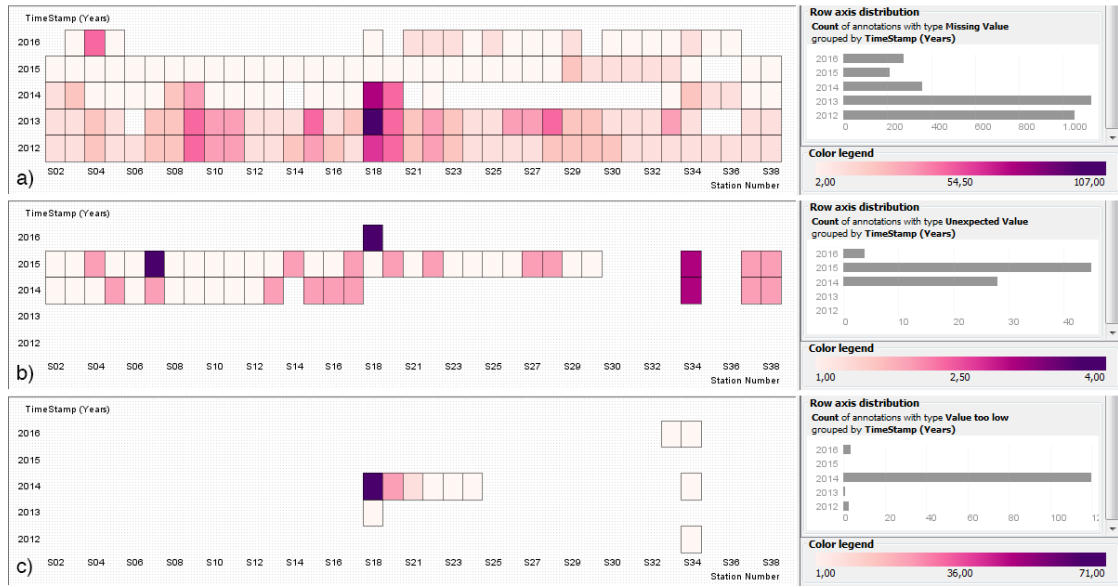 TimeStamp (Years)
2016
2015
2014
2013
2012
S02 S04 S06 S08 S10 S12 S14 S16 S18 S20 S21 S23 S25 S27 S29 S30 S32 S34 S36 S38
Station Number
a)
Row axis distribution
Count of annotations with type Missing Value
grouped by TimeStamp (Years)
2016
2015
2014
2013
2012
0 200 400 600 800 1.000
Color legend
2,00 54,50 107,00
TimeStamp (Years)
2016
2015
2014
2013
2012
S02 S04 S06 S08 S10 S12 S14 S16 S18 S20 S21 S23 S25 S27 S29 S30 S32 S34 S36 S38
Station Number
b)
Row axis distribution
Count of annotations with type Unexpected Value
grouped by TimeStamp (Years)
2016
2015
2014
2013
2012
0 10 20 30 40
Color legend
1,00 2,50 4,00
TimeStamp (Years)
2016
2015
2014
2013
2012
S02 S04 S06 S08 S10 S12 S14 S16 S18 S20 S21 S23 S25 S27 S29 S30 S32 S34 S36 S38
Station Number
c)
Row axis distribution
Count of annotations with type Value too low
grouped by TimeStamp (Years)
2016
2015
2014
2013
2012
0 20 40 60 80 100 12
Color legend
1,00 36,00 71,00